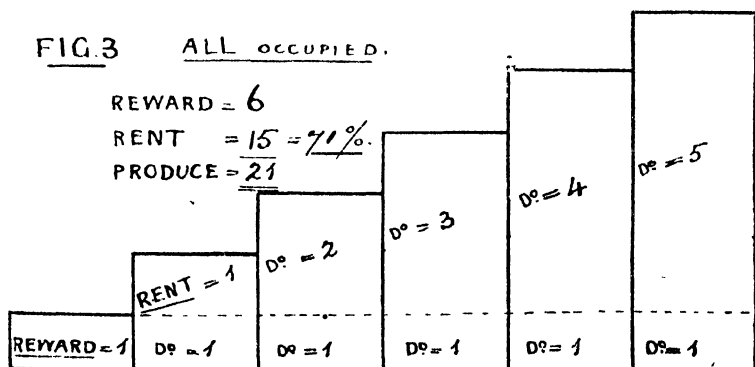 FIG.3 ALL OCCUPIED.
REWARD = 6
RENT = 15 = 71%.
PRODUCE = 21
RENT = 1
Dº = 2
Dº = 3
Dº = 4
Dº = 5
REWARD = 1 Dº = 1 Dº = 1 Dº = 1 Dº = 1 Dº = 1